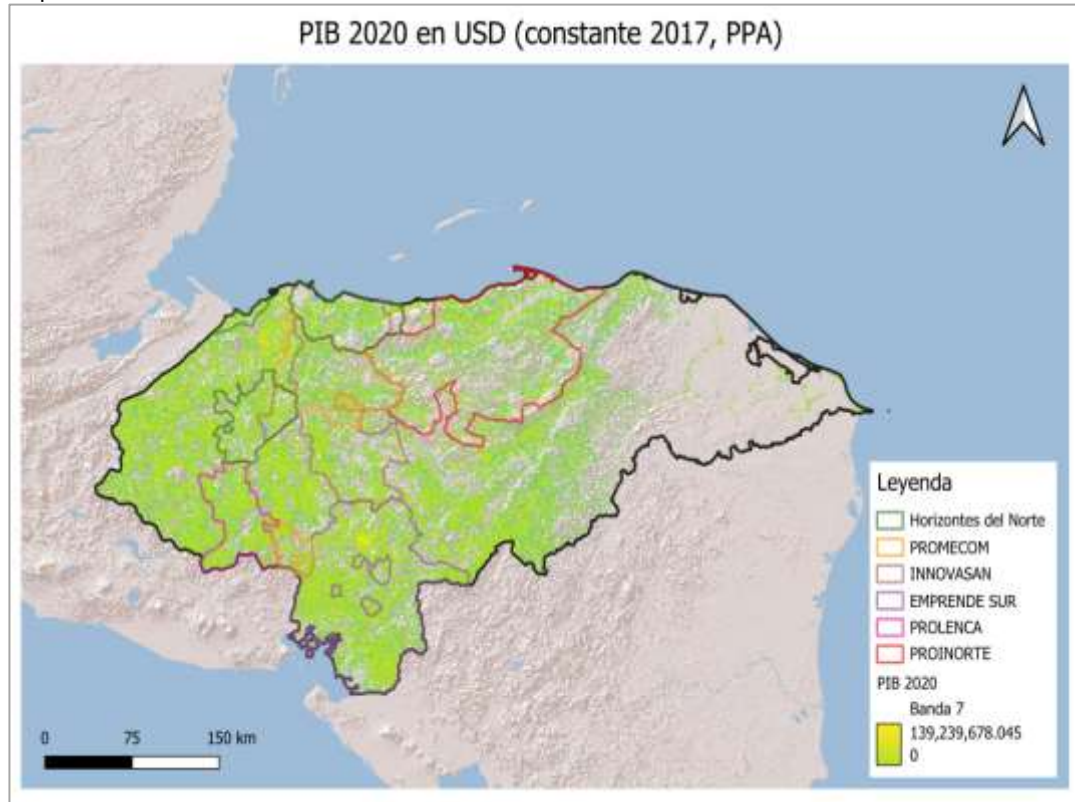 PIB 2020 en USD (constante 2017, PPA)
Leyenda
Horizontes del Norte
PROMECOM
INNOVASAN
EMPRENDE SUR
PROLENCA
PROINORTE
PIB 2020
Banda 7
139,239,678.045
0
0 75 150 km